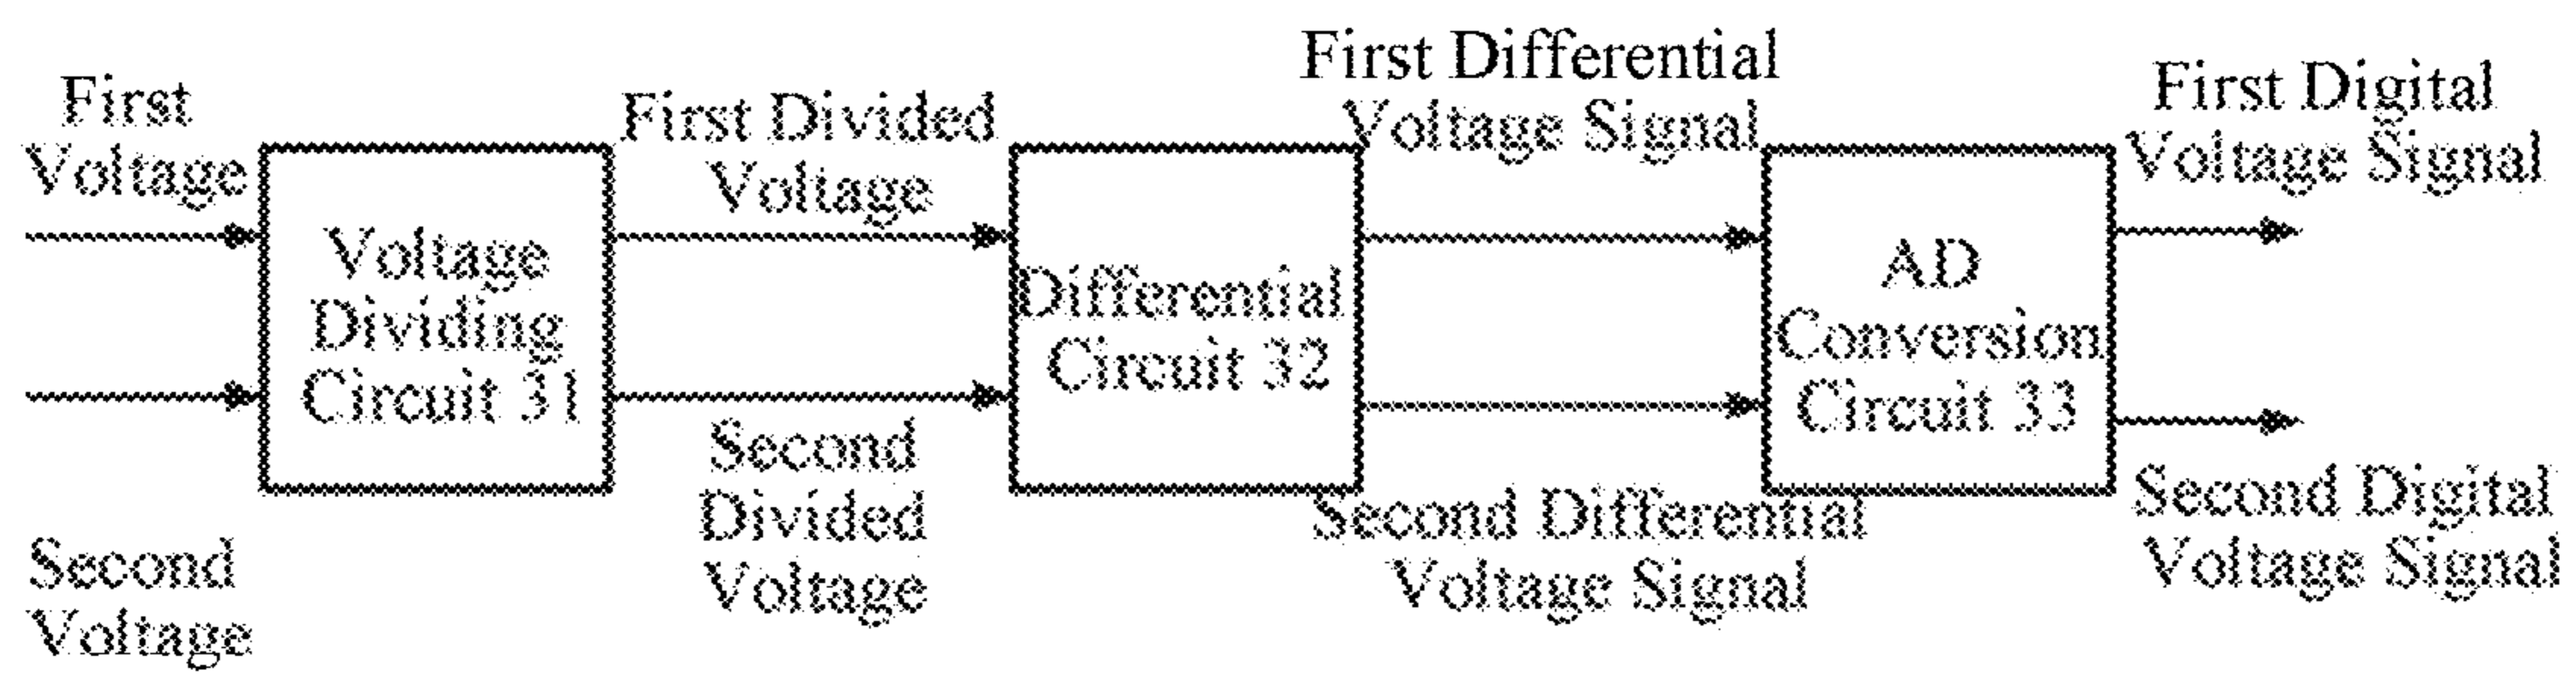 First
Voltage
Voltage
Dividing
Circuit 31
Second
Voltage
First Divided
Voltage
Second
Divided
Voltage
Differential
Circuit 32
First Differential
Voltage Signal
Second Differential
Voltage Signal
AD
Conversion
Circuit 33
First Digital
Voltage Signal
Second Digital
Voltage Signal